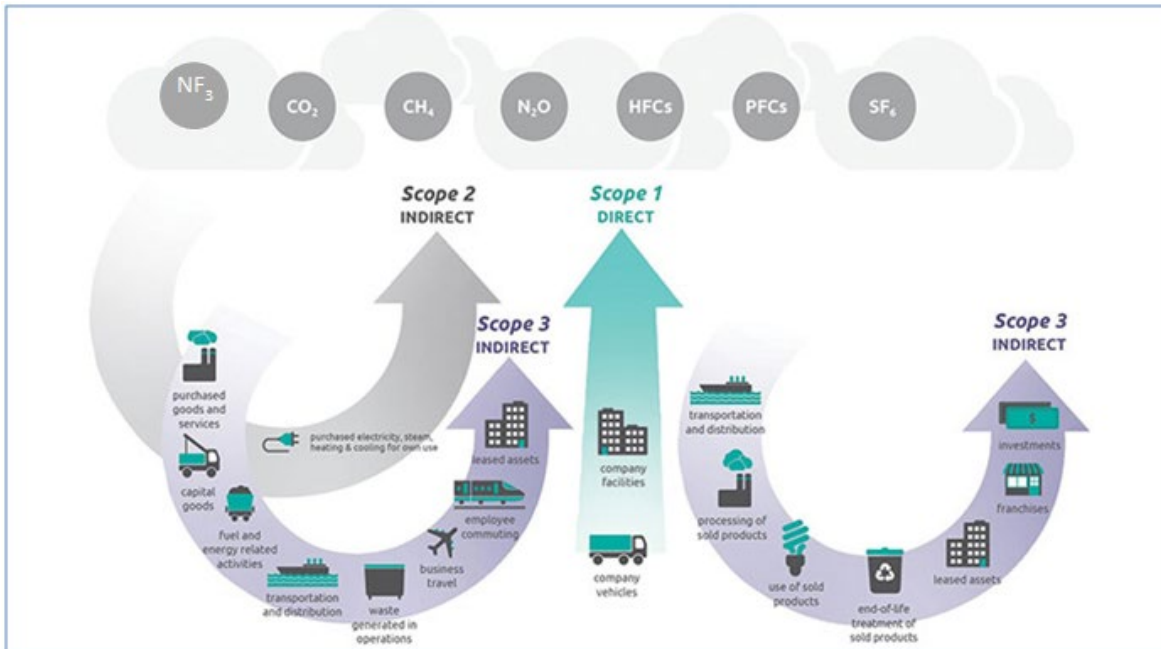 NF3
CO2
CH4
N2O
HFCs
PFCs
SF6
Scope 2
INDIRECT
Scope 1
DIRECT
Scope 3
INDIRECT
Scope 3
INDIRECT
purchased
goods and
services
capital
goods
fuel and
energy related
activities
transportation
and distribution
waste
generated in
operations
business
travel
employee
commuting
leased assets
purchased electricity, steam,
heating & cooling for own use
company
facilities
company
vehicles
transportation
and distribution
processing of
sold products
use of sold
products
end-of-life
treatment of
sold products
leased assets
franchises
$
investments